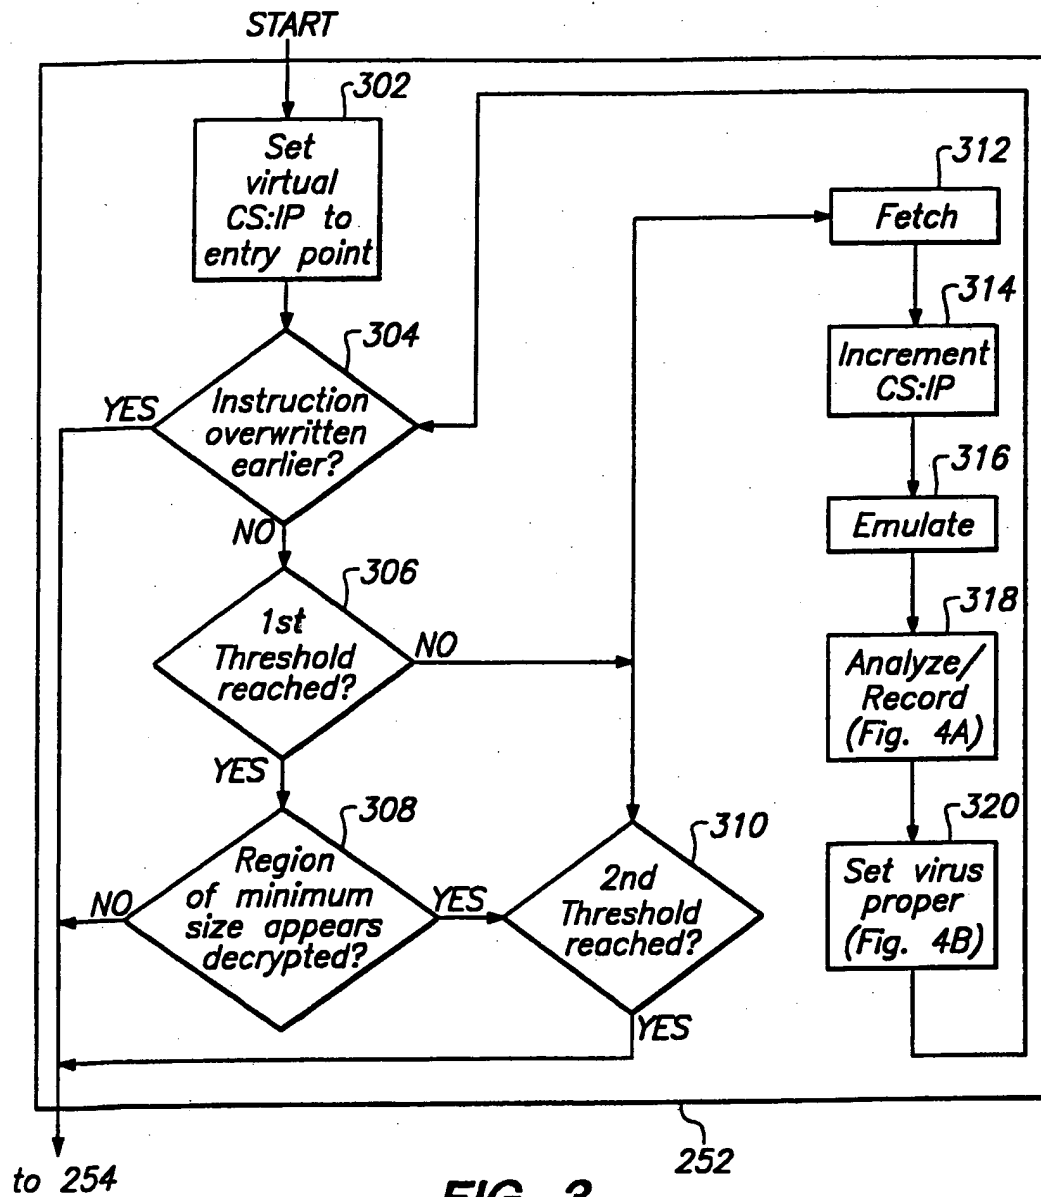 START
302
Set
virtual
CS:IP to
entry point
304
Instruction
overwritten
earlier?
YES
NO
306
1st
Threshold
reached?
NO
YES
308
Region
of minimum
size appears
decrypted?
NO
YES
310
2nd
Threshold
reached?
YES
312
Fetch
314
Increment
CS:IP
316
Emulate
318
Analyze/
Record
(Fig. 4A)
320
Set virus
proper
(Fig. 4B)
252
to 254
FIG. 3